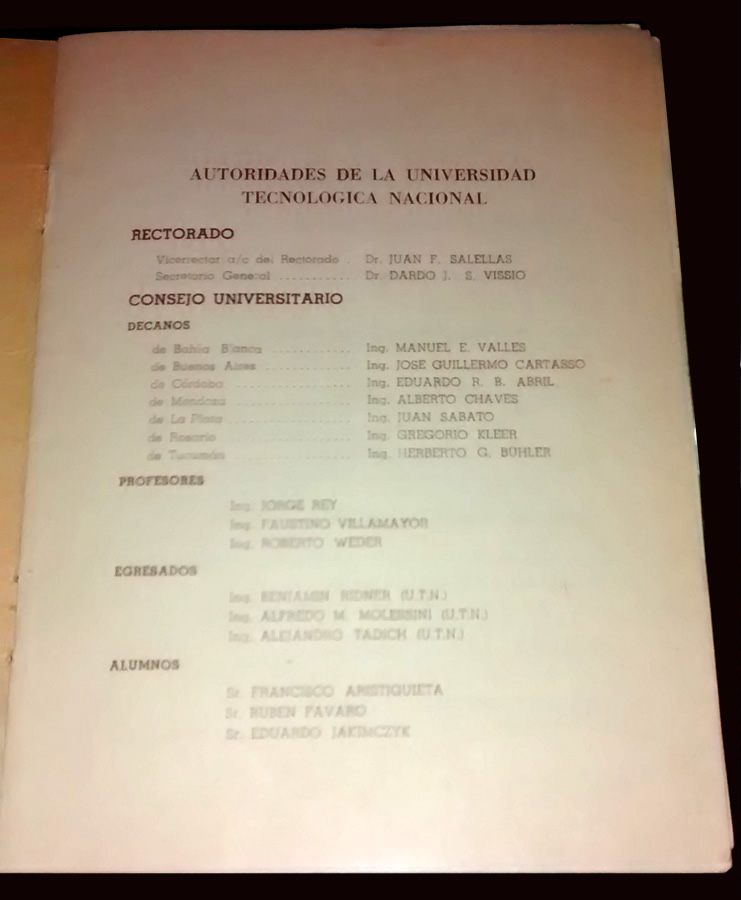 AUTORIDADES DE LA UNIVERSIDAD
TECNOLOGICA NACIONAL
RECTORADO
Vicerrector a/c del Rectorado . Dr. JUAN F. SALELLAS
Secretario General ........... Dr. DARDO J. S. VISSIO
CONSEJO UNIVERSITARIO
DECANOS
de Bahía Blanca ............ Ing. MANUEL E. VALLES
de Buenos Aires ............. Ing. JOSE GUILLERMO CARTASSO
de Córdoba ................. Ing. EDUARDO R. B. ABRIL
de Mendoza ................. Ing. ALBERTO CHAVES
de La Plata ................. Ing. JUAN SABATO
de Rosario .................. Ing. GREGORIO KLEER
de Tucumán ................ Ing. HERBERTO G. BÜHLER
PROFESORES
Ing. JORGE REY
Ing. FAUSTINO VILLAMAYOR
Ing. ROBERTO WEDER
EGRESADOS
Ing. BENJAMIN RIDNER (U.T.N.)
Ing. ALFREDO M. MOLESSINI (U.T.N.)
Ing. ALEJANDRO TADICH (U.T.N.)
ALUMNOS
Sr. FRANCISCO ARISTIGUIETA
Sr. RUBEN FAVARO
Sr. EDUARDO JAKIMCZYK